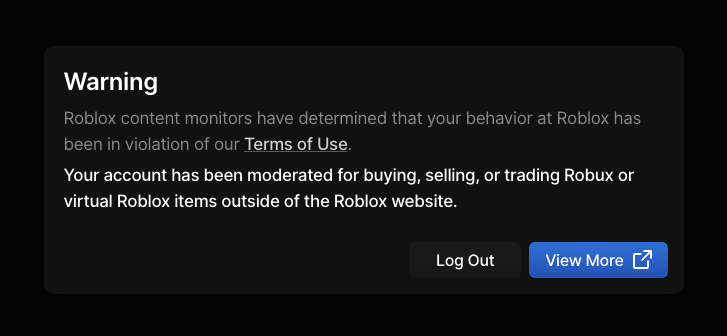 Warning
Roblox content monitors have determined that your behavior at Roblox has
been in violation of our Terms of Use.
Your account has been moderated for buying, selling, or trading Robux or
virtual Roblox items outside of the Roblox website.
Log Out
View More